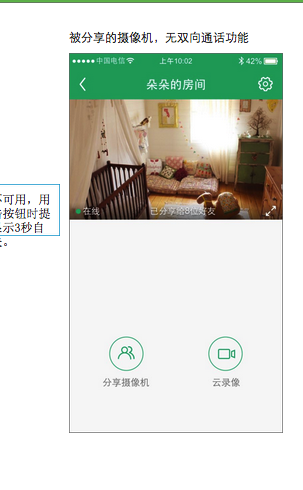 被分享的摄像机，无双向通话功能
中国电信 上午10:02 42%
朵朵的房间
在线 已分享给8位好友
不可用，用
击按钮时提
显示3秒自
失。
分享摄像机 云录像